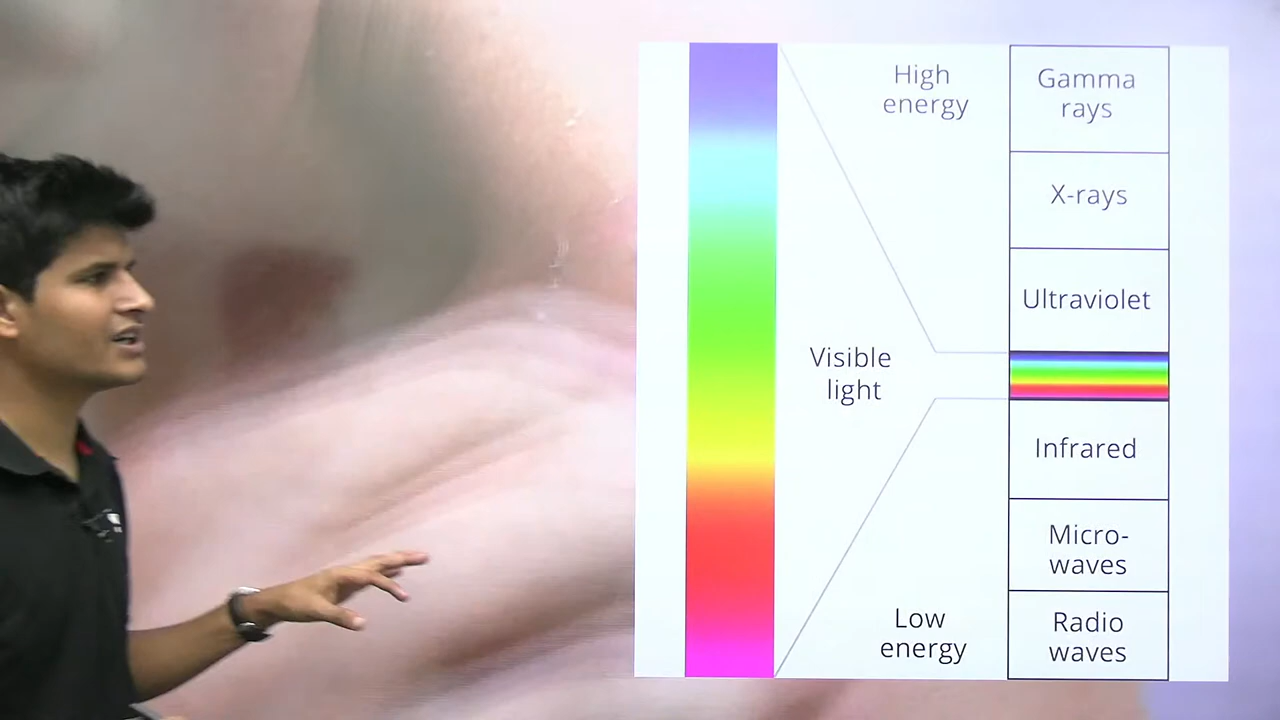 High
energy
Visible
light
Low
energy
Gamma
rays
X-rays
Ultraviolet
Infrared
Micro-
waves
Radio
waves